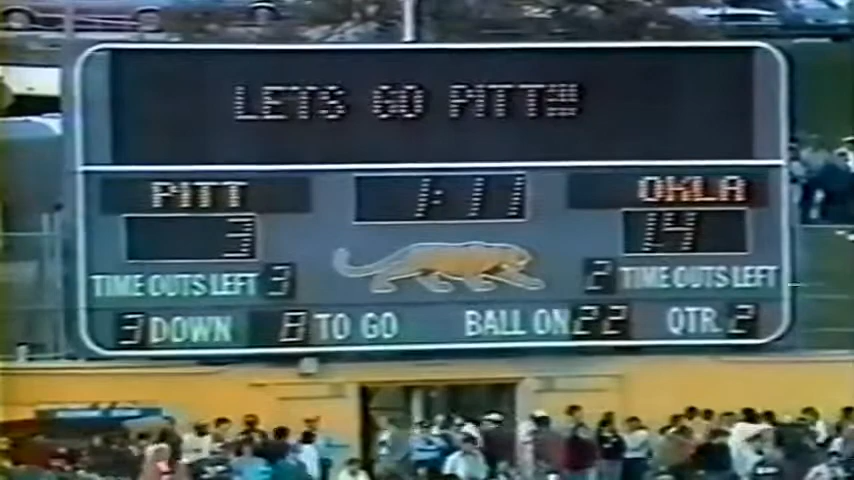 LETS GO PITT!!!
PITT 1:11 OKLA
3 14
TIME OUTS LEFT 3 2 TIME OUTS LEFT
3 DOWN 8 TO GO BALL ON 22 QTR. 2